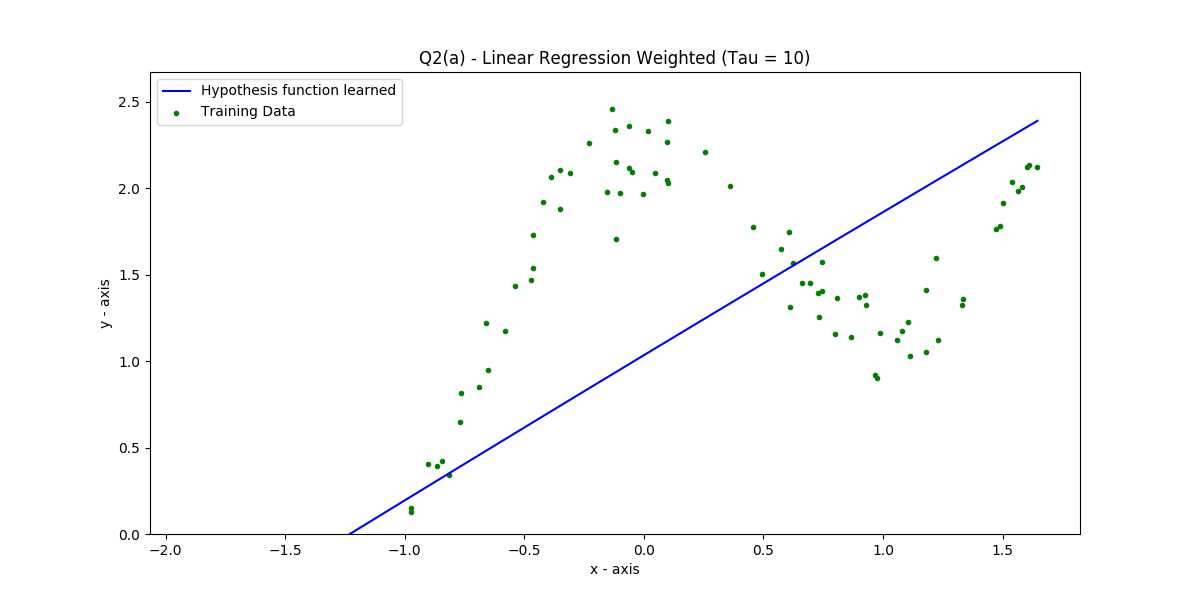 Q2(a) - Linear Regression Weighted (Tau = 10)
Hypothesis function learned
Training Data
2.5
2.0
1.5
1.0
0.5
0.0
y - axis
−2.0 −1.5 −1.0 −0.5 0.0 0.5 1.0 1.5
x - axis